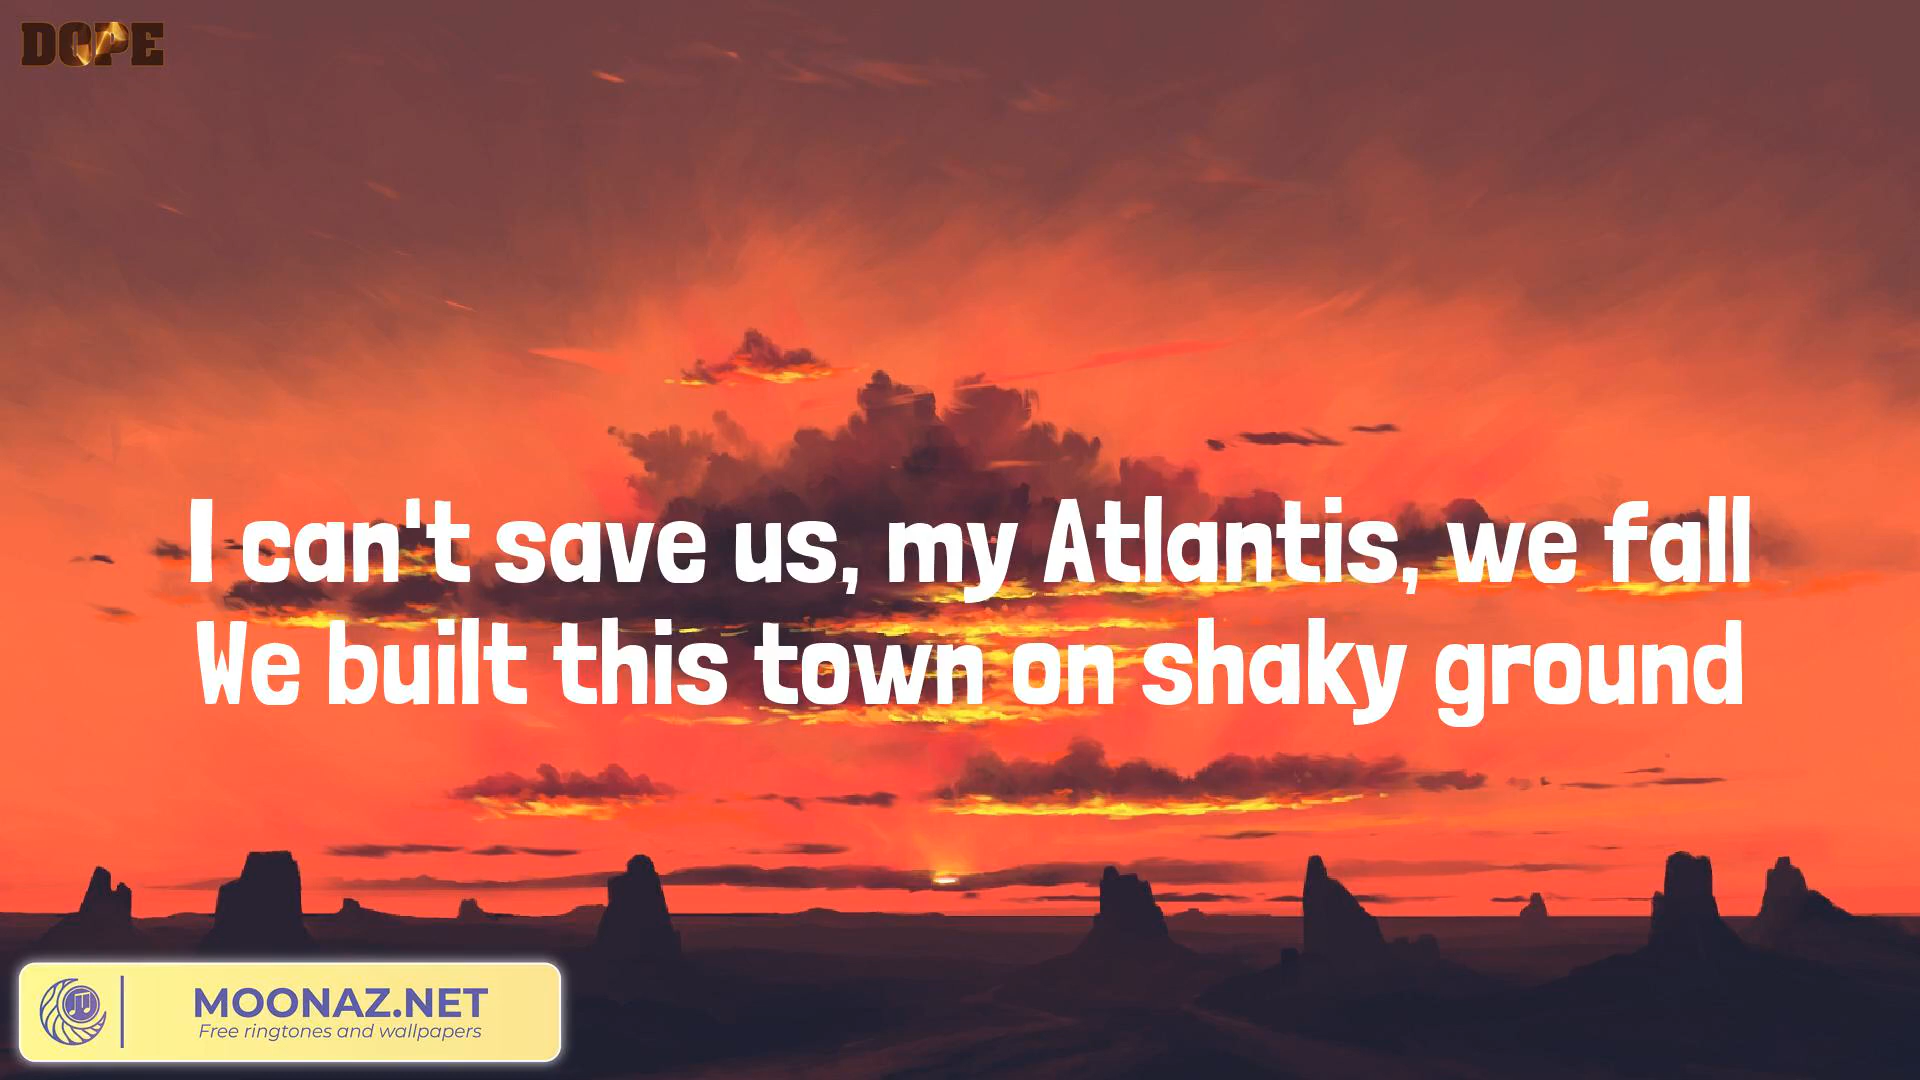 DOPE
I can't save us, my Atlantis, we fall
We built this town on shaky ground
MOONAZ.NET
Free ringtones and wallpapers